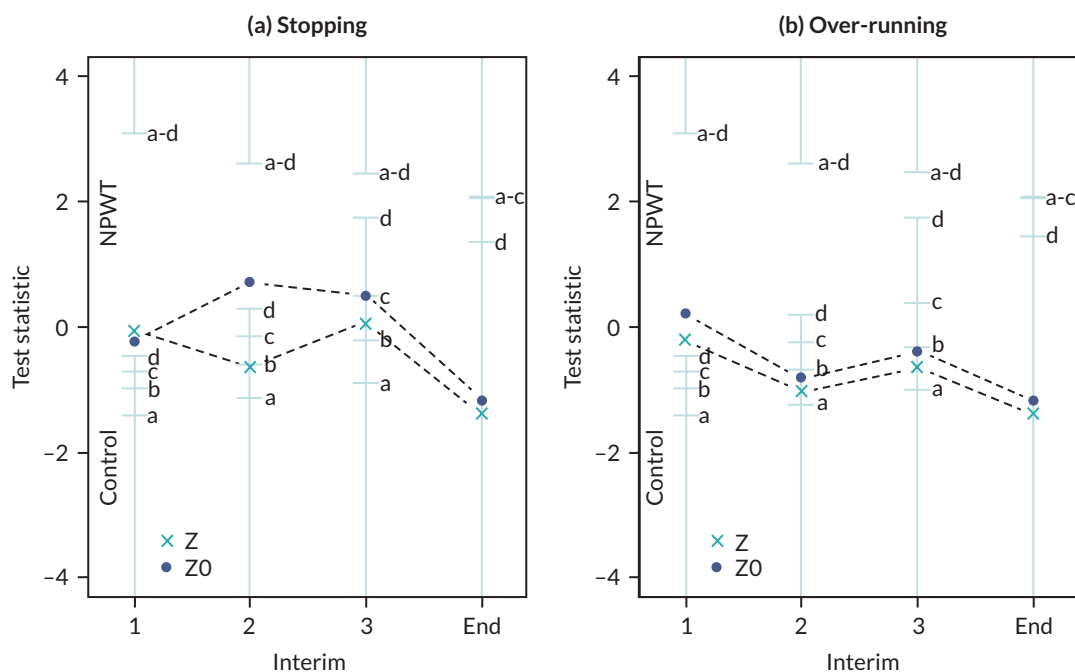 (a) Stopping
4
2
0
−2
−4
Test statistic
NPWT
Control
a-d
d
c
b
a
a-d
d
c
b
a
a-d
d
c
b
a
a-c
d
Z
Z0
1 2 3 End
Interim
(b) Over-running
4
2
0
−2
−4
Test statistic
NPWT
Control
a-d
d
c
b
a
a-d
d
c
b
a
a-d
d
c
b
a
a-c
d
Z
Z0
1 2 3 End
Interim